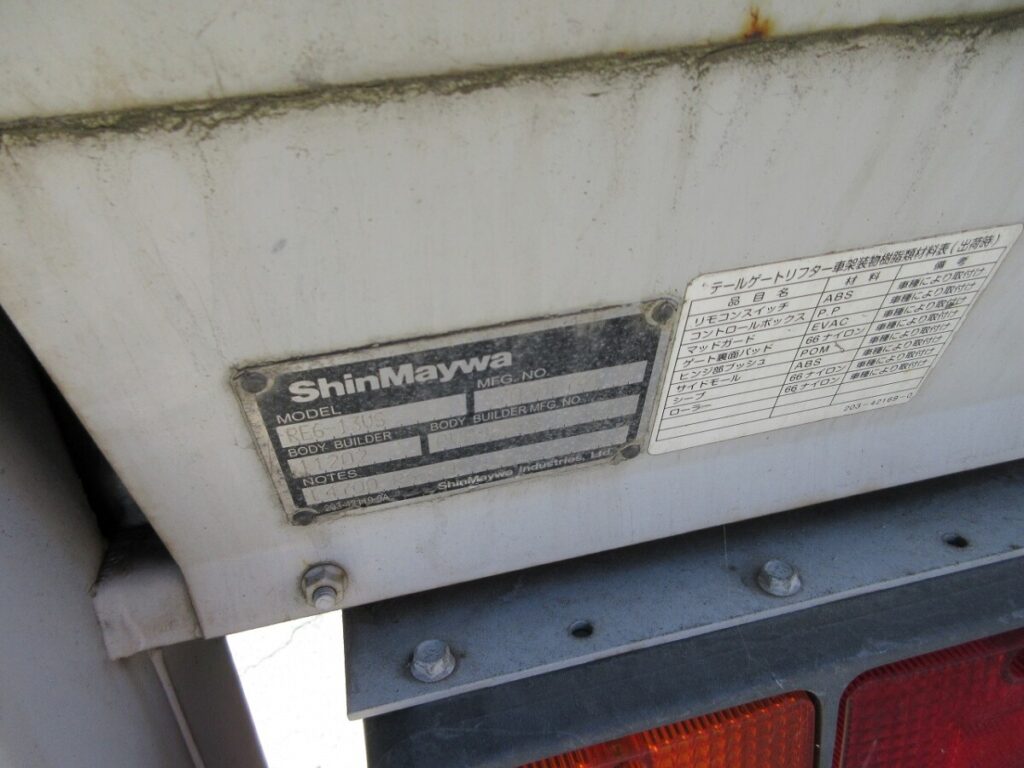 ShinMaywa
MODEL
MFG. NO.
BODY BUILDER
BODY BUILDER MFG. NO.
NOTES
ShinMaywa Industries, Ltd.
203-42119-0A
テールゲートリフター車架装物樹脂類材料表(出荷時)
品目名 材料 備考
リモコンスイッチ ABS 車種により取付け
コントロールボックス P.P 車種により取付け
マッドガード EVAC 車種により取付け
ゲート裏面パッド 66ナイロン 車種により取付け
ヒンジ部ブッシュ POM 車種により取付け
サイドモール ABS 車種により取付け
シーブ 66ナイロン 車種により取付け
ローラー 66ナイロン
203-42168-0